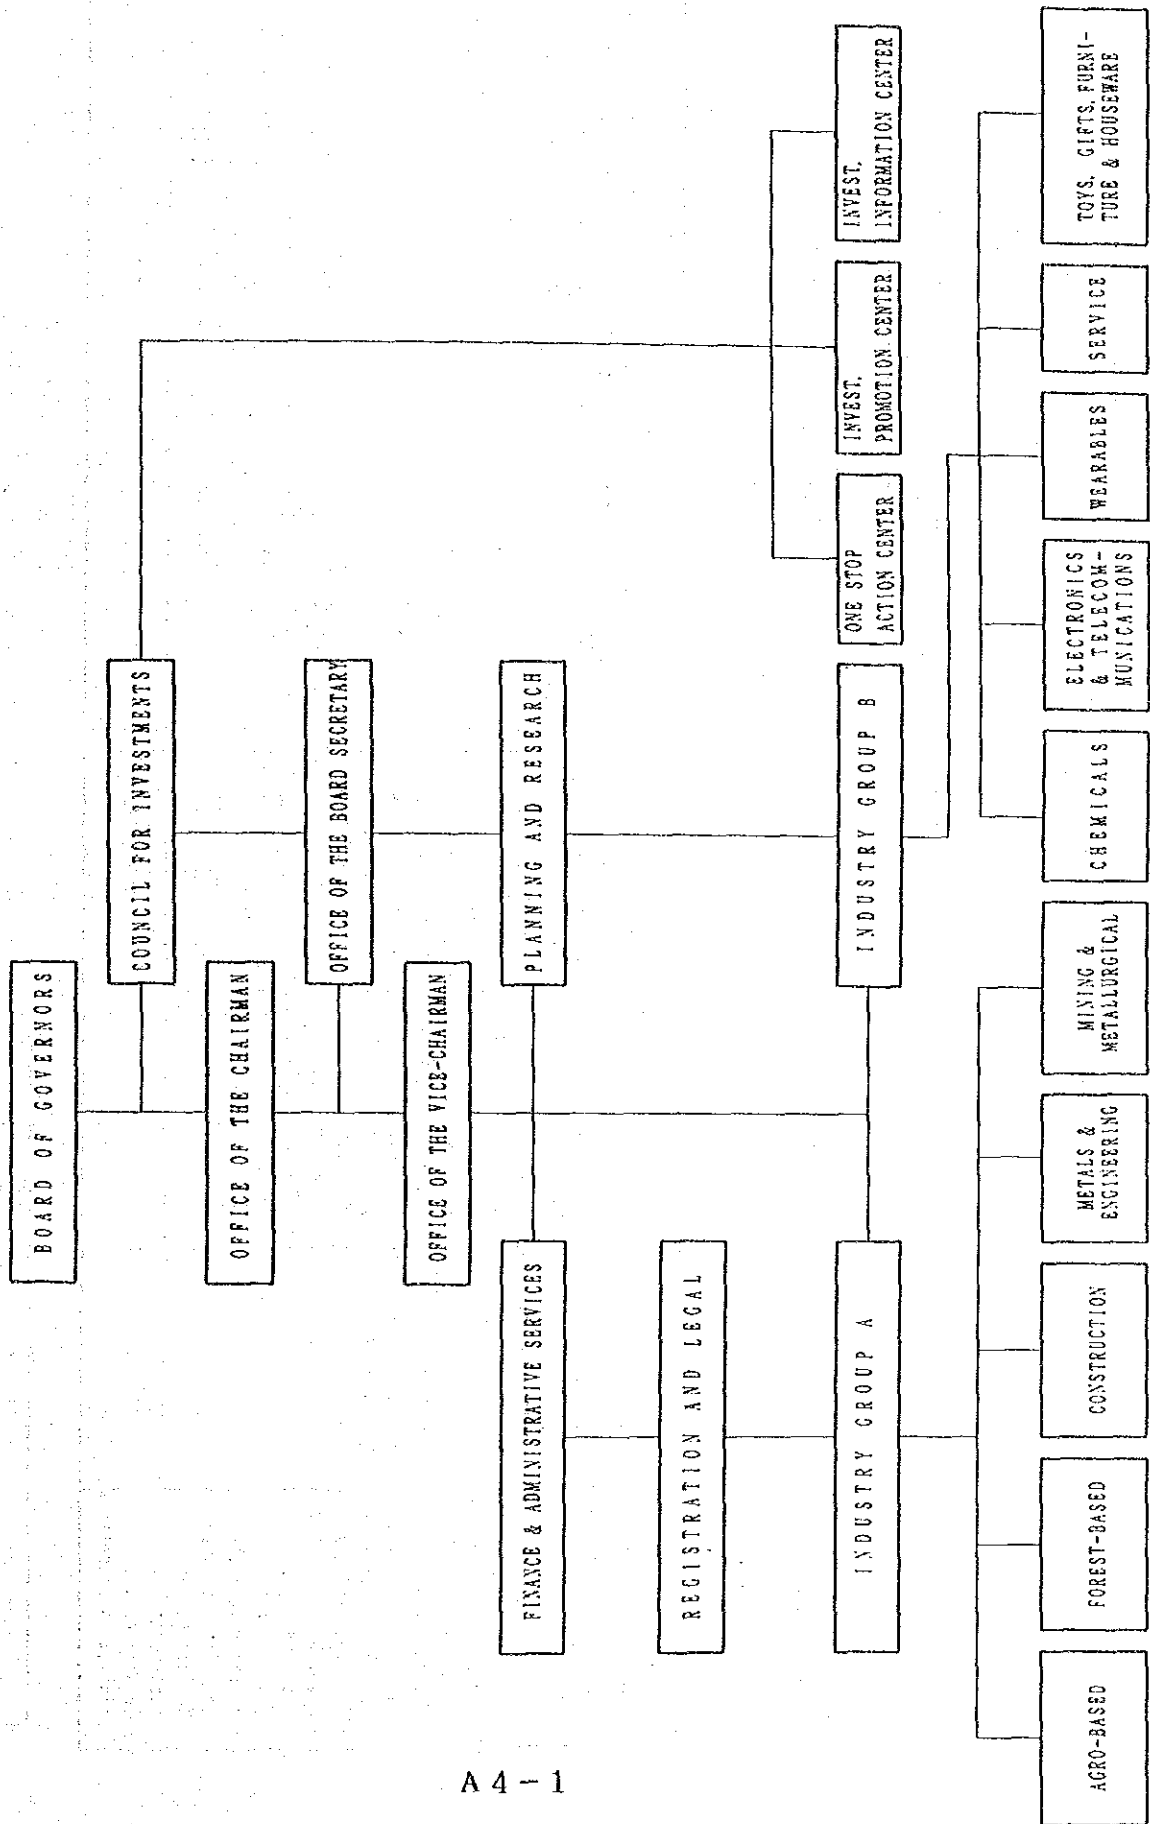 BOARD OF GOVERNORS
COUNCIL FOR INVESTMENTS
OFFICE OF THE CHAIRMAN
OFFICE OF THE BOARD SECRETARY
OFFICE OF THE VICE-CHAIRMAN
FINANCE & ADMINISTRATIVE SERVICES
PLANNING AND RESEARCH
REGISTRATION AND LEGAL
INDUSTRY GROUP A
INDUSTRY GROUP B
ONE STOP
ACTION CENTER
INVEST.
PROMOTION CENTER
INVEST.
INFORMATION CENTER
AGRO-BASED
FOREST-BASED
CONSTRUCTION
METALS &
ENGINEERING
MINING &
METALLURGICAL
CHEMICALS
ELECTRONICS
& TELECOM-
MUNICATIONS
WEARABLES
SERVICE
TOYS, GIFTS, FURNI-
TURE & HOUSEWARE
A 4 - 1